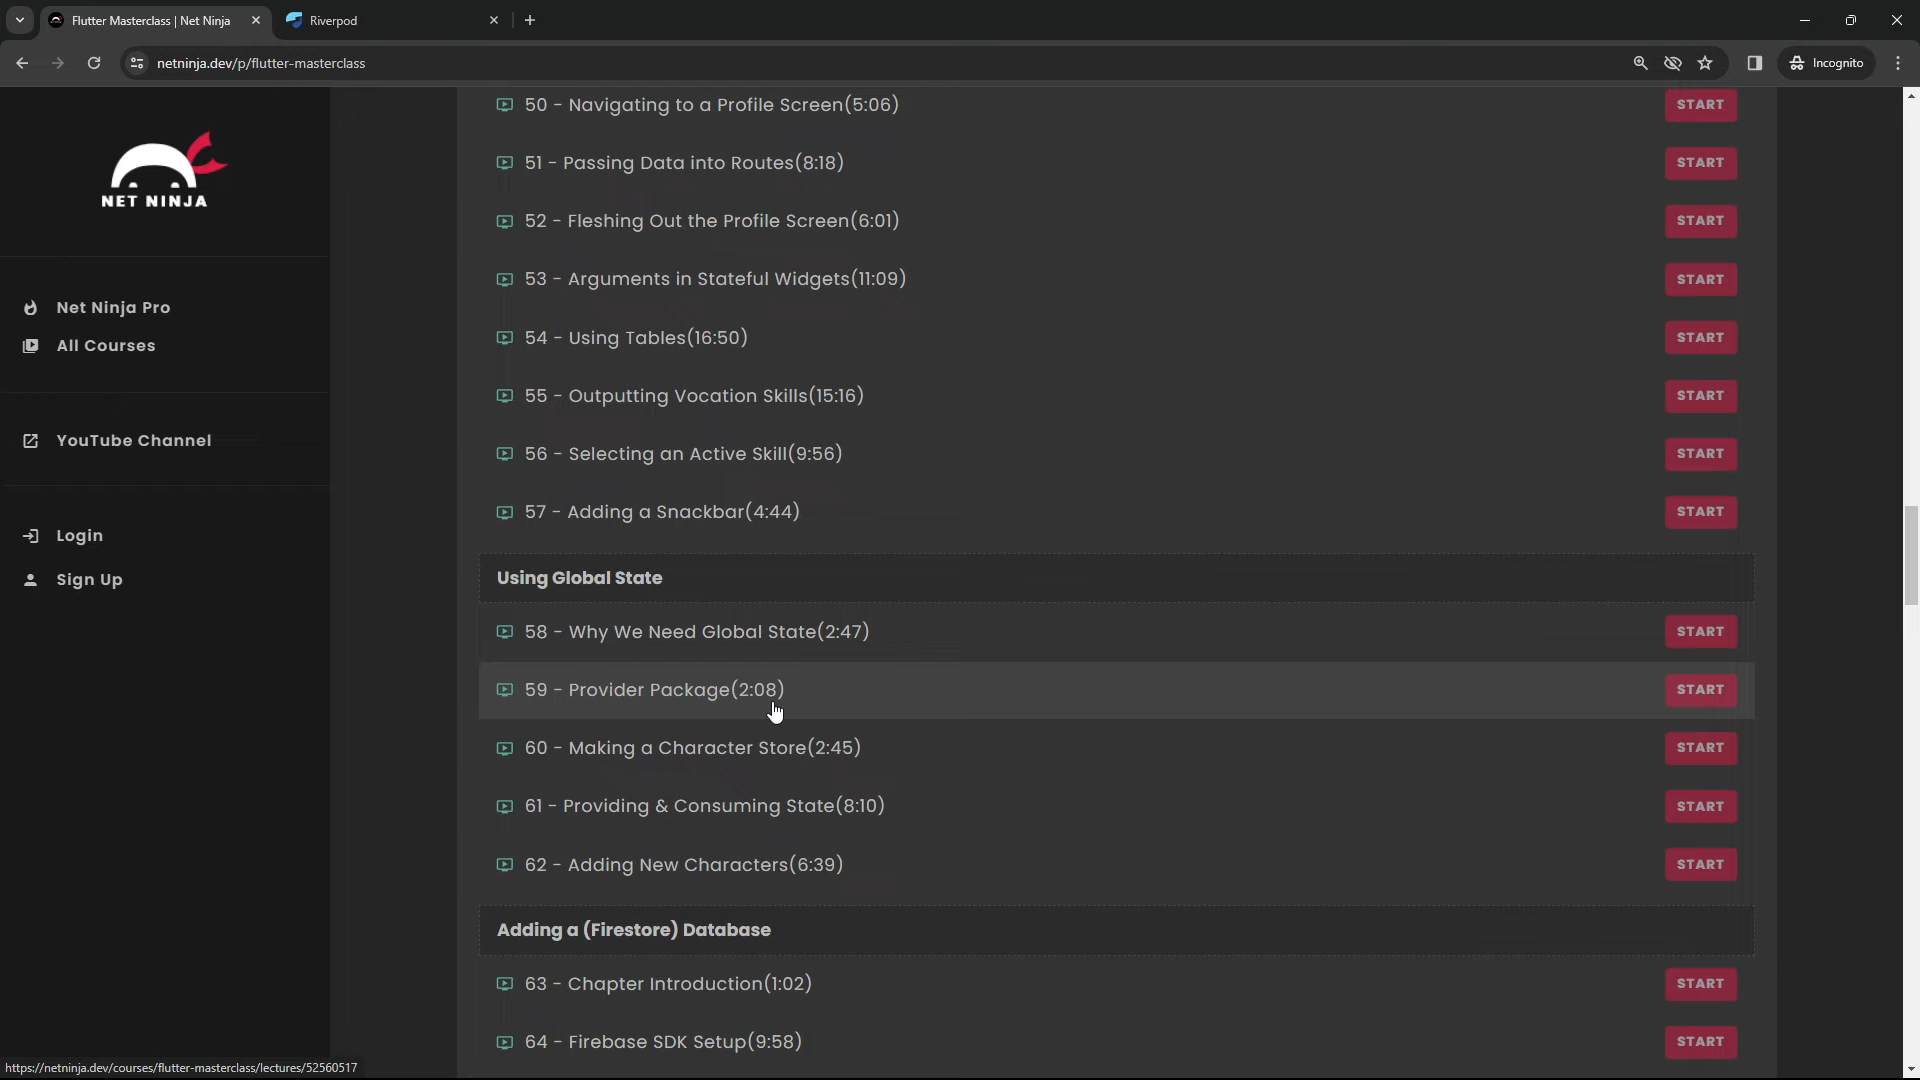 Flutter Masterclass | Net Ninja
Riverpod
netninja.dev/p/flutter-masterclass
Incognito
NET NINJA
Net Ninja Pro
All Courses
YouTube Channel
Login
Sign Up
50 - Navigating to a Profile Screen(5:06) START
51 - Passing Data into Routes(8:18) START
52 - Fleshing Out the Profile Screen(6:01) START
53 - Arguments in Stateful Widgets(11:09) START
54 - Using Tables(16:50) START
55 - Outputting Vocation Skills(15:16) START
56 - Selecting an Active Skill(9:56) START
57 - Adding a Snackbar(4:44) START
Using Global State
58 - Why We Need Global State(2:47) START
59 - Provider Package(2:08) START
60 - Making a Character Store(2:45) START
61 - Providing & Consuming State(8:10) START
62 - Adding New Characters(6:39) START
Adding a (Firestore) Database
63 - Chapter Introduction(1:02) START
64 - Firebase SDK Setup(9:58) START
https://netninja.dev/courses/flutter-masterclass/lectures/52560517